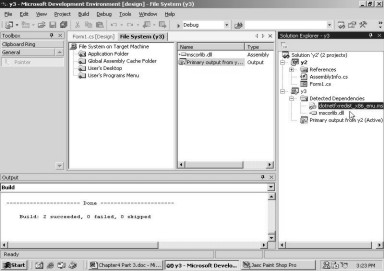 y3 - Microsoft Development Environment [design] - File System (y3)
File Edit View Project Build Debug Tools Window Help
Debug
Toolbox
Clipboard Ring
General
Pointer
Form1.cs [Design] File System (y3)
File System on Target Machine
Application Folder
Global Assembly Cache Folder
User's Desktop
User's Programs Menu
Name Type
mscorlib.dll Assembly
Primary output from y... Output
Solution Explorer - y3
Solution 'y2' (2 projects)
y2
References
AssemblyInfo.cs
Form1.cs
y3
Detected Dependencies
mscorlib.dll
Primary output from y2 (Active)
Output
Build
---------------------- Done ----------------------
Build: 2 succeeded, 0 failed, 0 skipped
Ready
Start
Chapter4 Part 3.doc - Mi...
y3 - Microsoft Develo...
Jasc Paint Shop Pro
3:23 PM